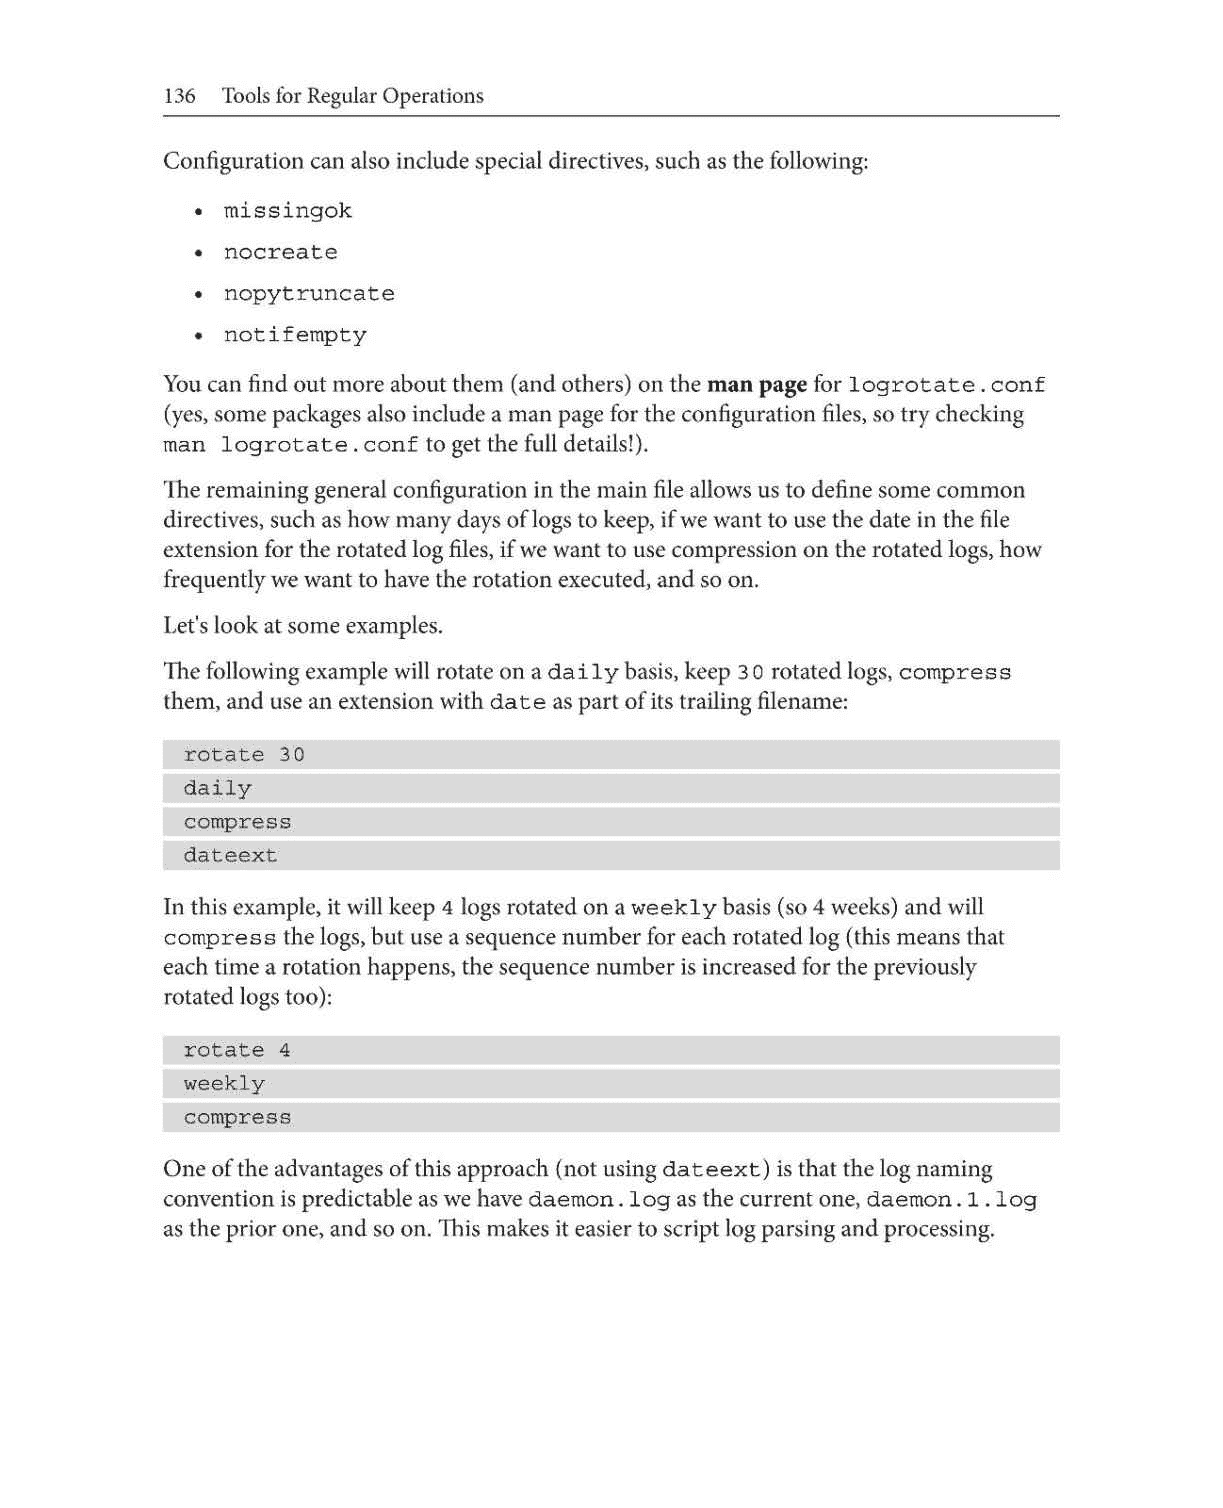 136 Tools for Regular Operations
Configuration can also include special directives, such as the following:
• missingok
• nocreate
• nopytruncate
• notifempty
You can find out more about them (and others) on the man page for logrotate.conf
(yes, some packages also include a man page for the configuration files, so try checking
man logrotate.conf to get the full details!).
The remaining general configuration in the main file allows us to define some common
directives, such as how many days of logs to keep, if we want to use the date in the file
extension for the rotated log files, if we want to use compression on the rotated logs, how
frequently we want to have the rotation executed, and so on.
Let's look at some examples.
The following example will rotate on a daily basis, keep 30 rotated logs, compress
them, and use an extension with date as part of its trailing filename:
rotate 30
daily
compress
dateext
In this example, it will keep 4 logs rotated on a weekly basis (so 4 weeks) and will
compress the logs, but use a sequence number for each rotated log (this means that
each time a rotation happens, the sequence number is increased for the previously
rotated logs too):
rotate 4
weekly
compress
One of the advantages of this approach (not using dateext) is that the log naming
convention is predictable as we have daemon.log as the current one, daemon.1.log
as the prior one, and so on. This makes it easier to script log parsing and processing.